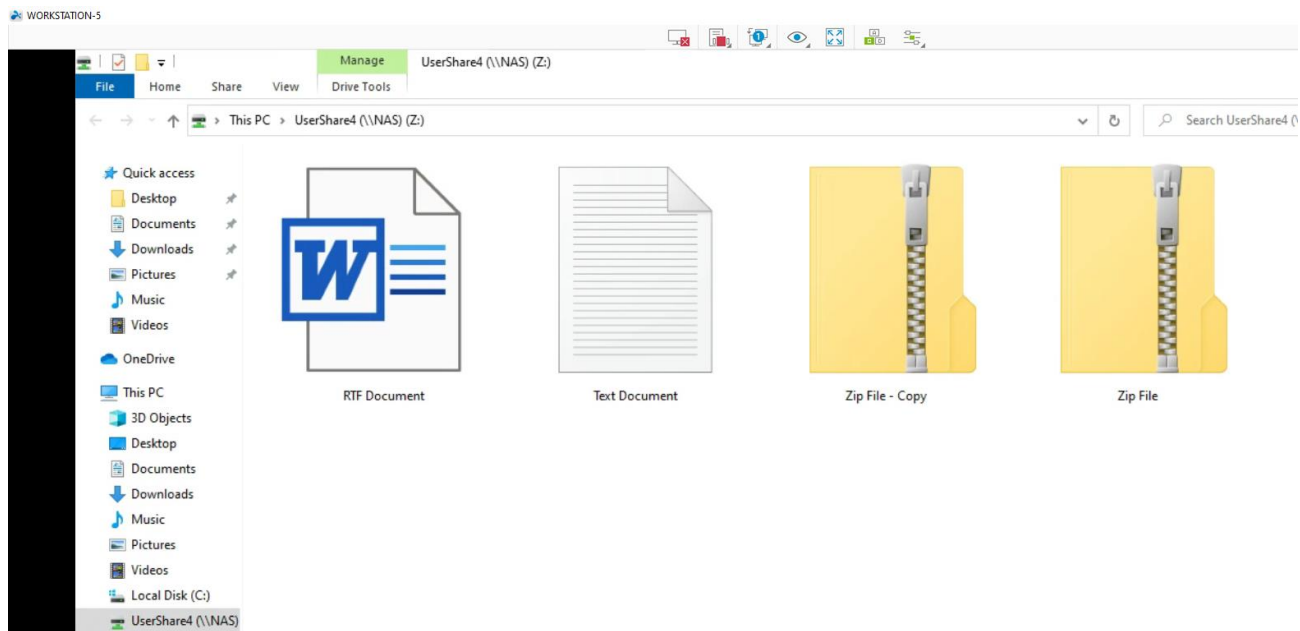 WORKSTATION-5
Manage
UserShare4 (\\NAS) (Z:)
File
Home
Share
View
Drive Tools
This PC > UserShare4 (\\NAS) (Z:)
Search UserShare4 (\
Quick access
Desktop
Documents
Downloads
Pictures
Music
Videos
OneDrive
This PC
3D Objects
Desktop
Documents
Downloads
Music
Pictures
Videos
Local Disk (C:)
UserShare4 (\\NAS)
W
RTF Document
Text Document
Zip File - Copy
Zip File